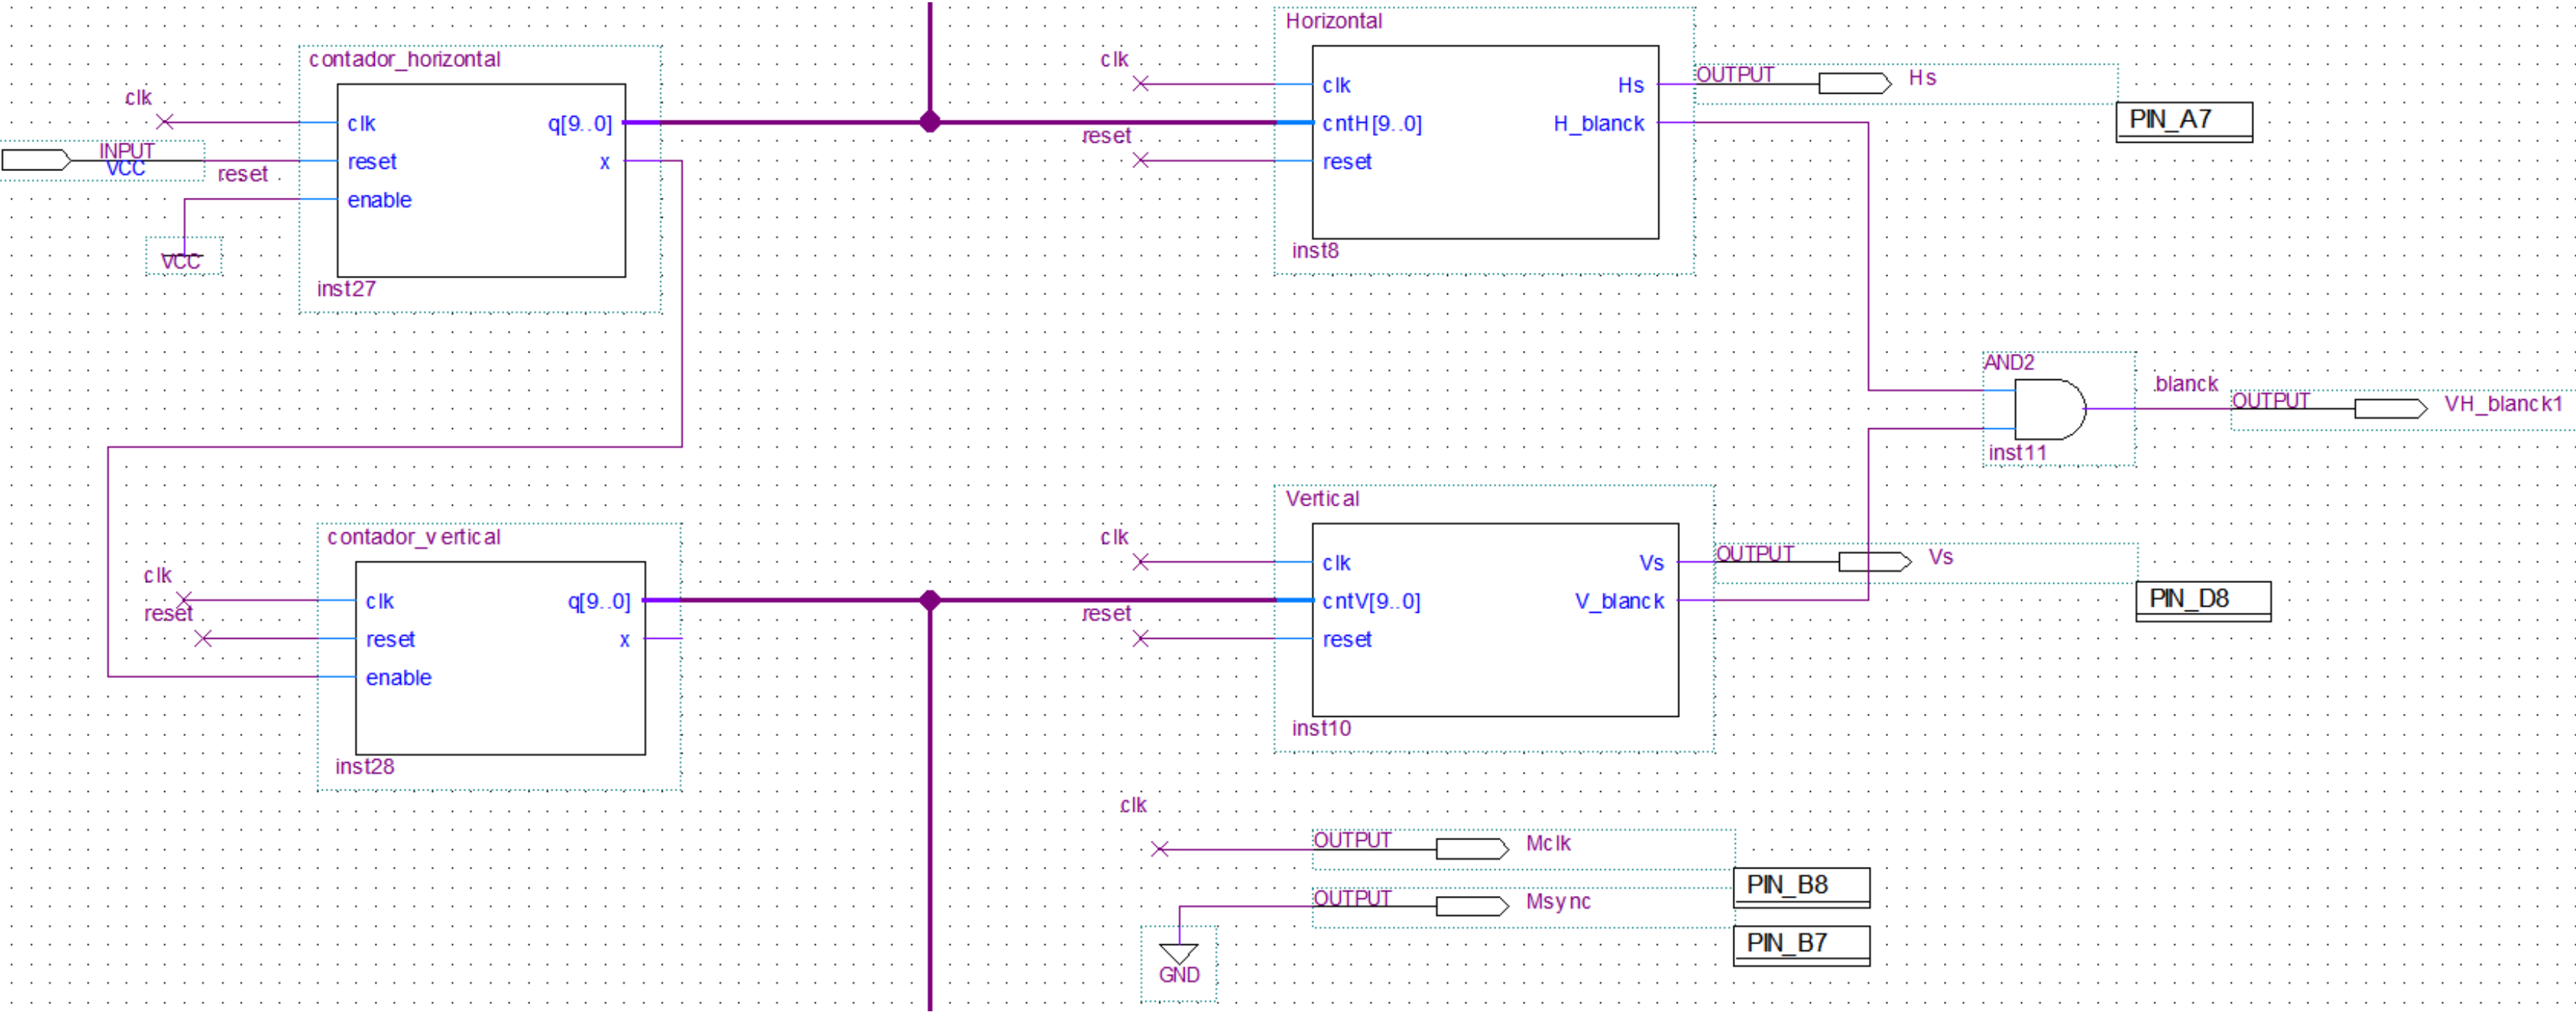 contador_horizontal
clk
clk
q[9..0]
INPUT
VCC
reset
reset
x
enable
VCC
inst27
Horizontal
clk
clk
Hs
OUTPUT
Hs
cntH[9..0]
H_blanck
PIN_A7
reset
reset
inst8
AND2
blanck
OUTPUT
VH_blanck1
inst11
contador_vertical
clk
clk
q[9..0]
reset
reset
x
enable
inst28
Vertical
clk
clk
Vs
OUTPUT
Vs
cntV[9..0]
V_blanck
PIN_D8
reset
reset
inst10
clk
OUTPUT
Mclk
PIN_B8
OUTPUT
Msync
PIN_B7
GND